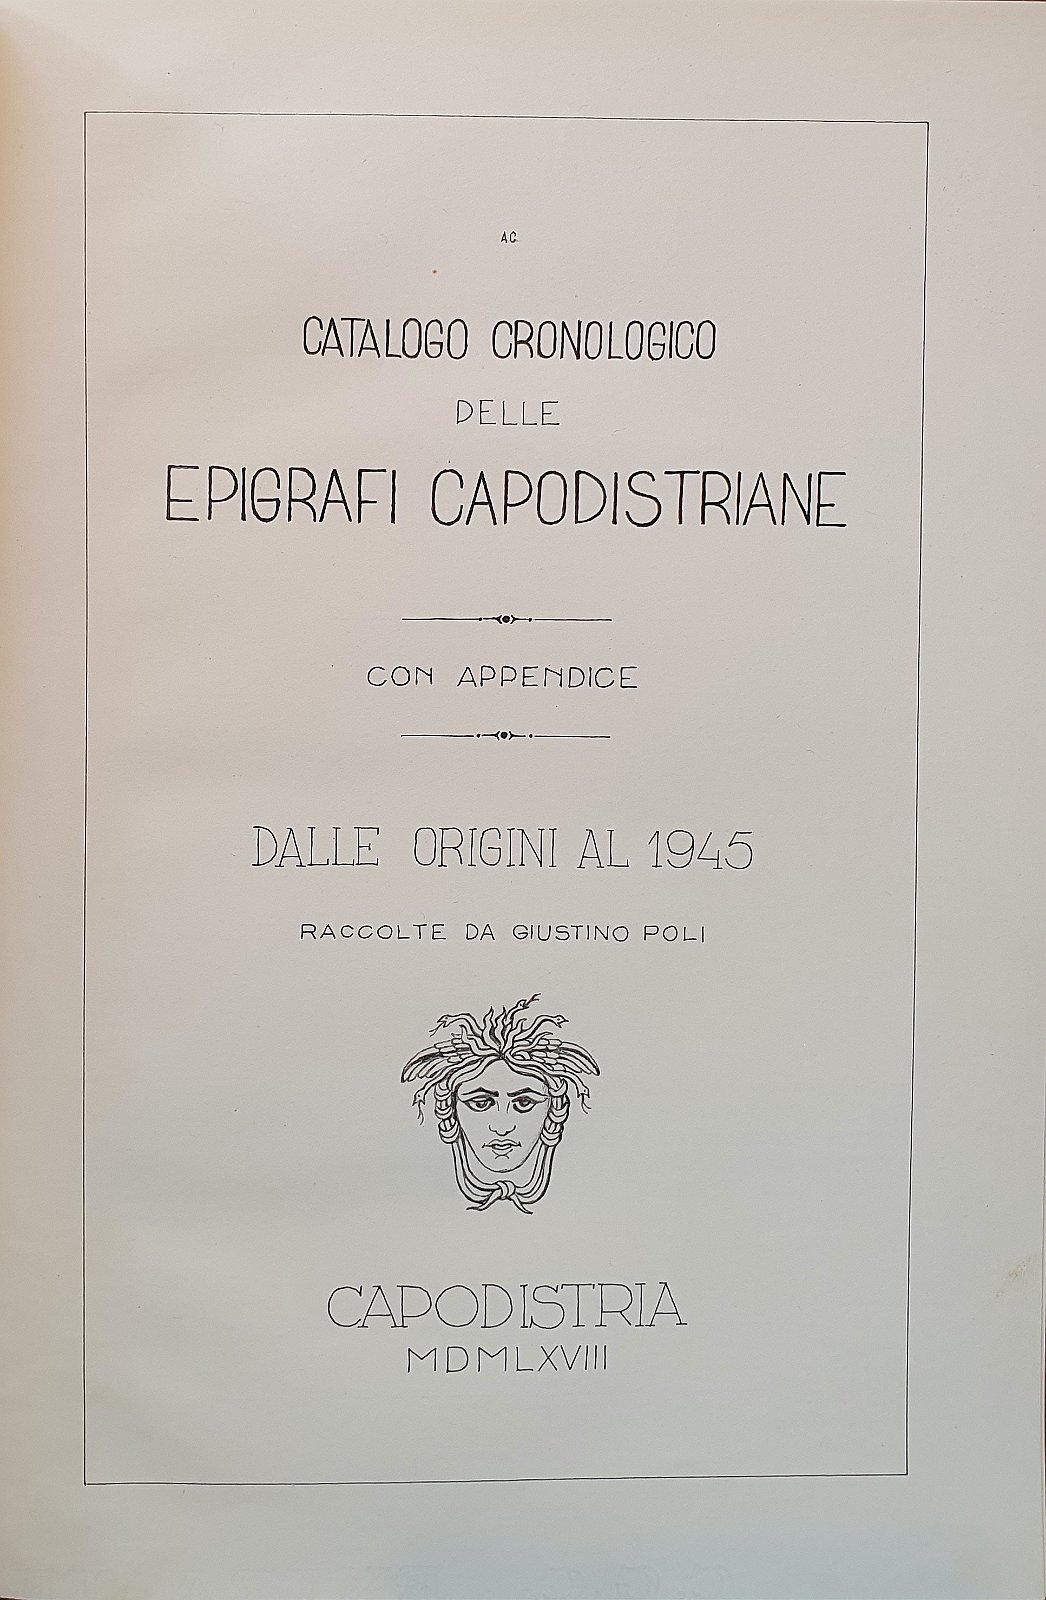 AC
CATALOGO CRONOLOGICO
DELLE
EPIGRAFI CAPODISTRIANE
CON APPENDICE
DALLE ORIGINI AL 1945
RACCOLTE DA GIUSTINO POLI
CAPODISTRIA
MDMLXVIII